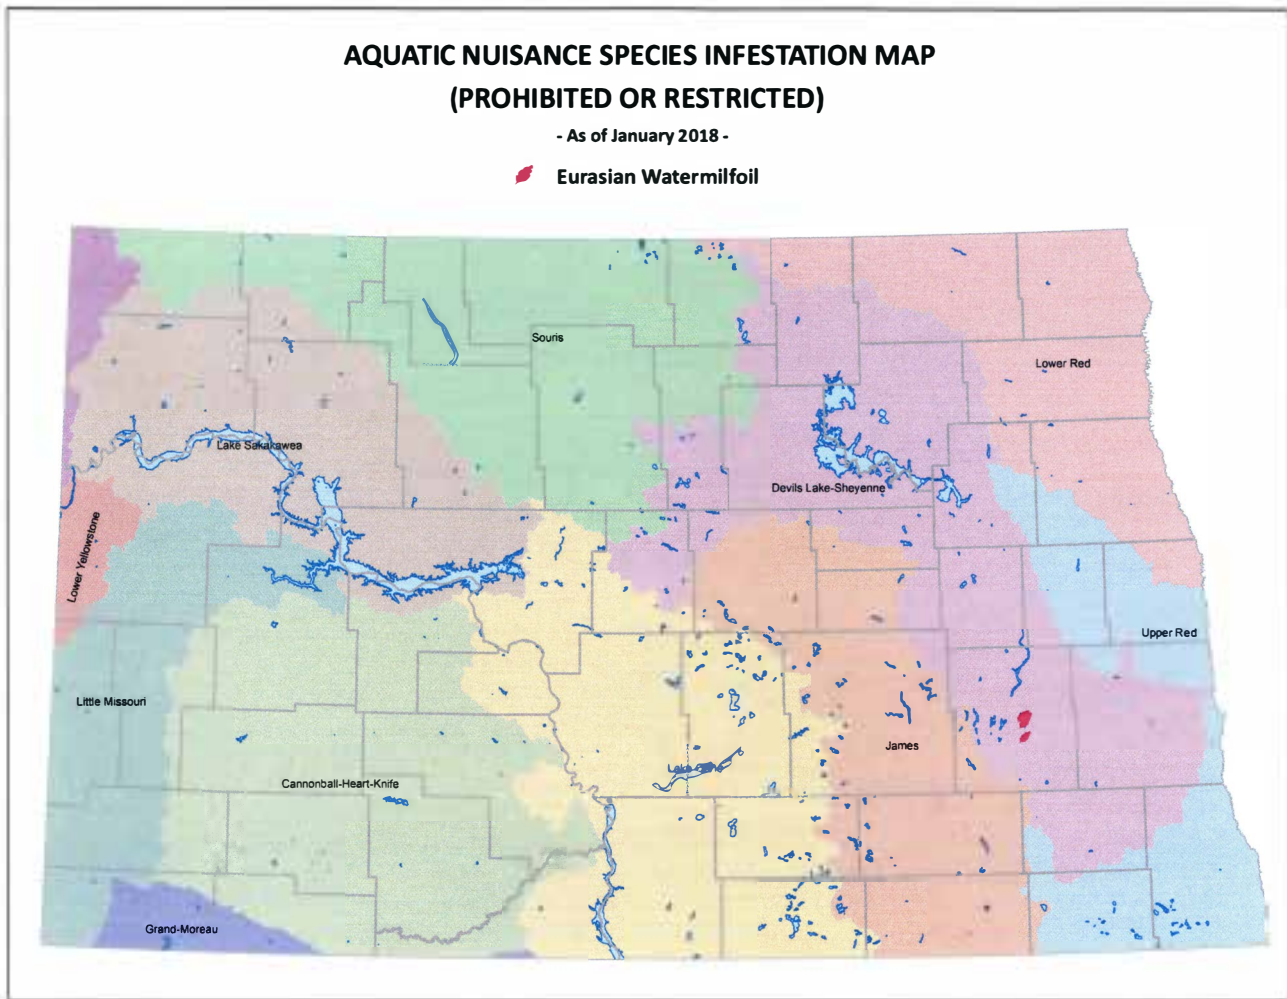 AQUATIC NUISANCE SPECIES INFESTATION MAP
(PROHIBITED OR RESTRICTED)
- As of January 2018 -
Eurasian Watermilfoil
Souris
Lower Red
Lake Sakakawea
Devils Lake-Sheyenne
Lower Yellowstone
Upper Red
Little Missouri
James
Lake
Cannonball-Heart-Knife
Grand-Moreau